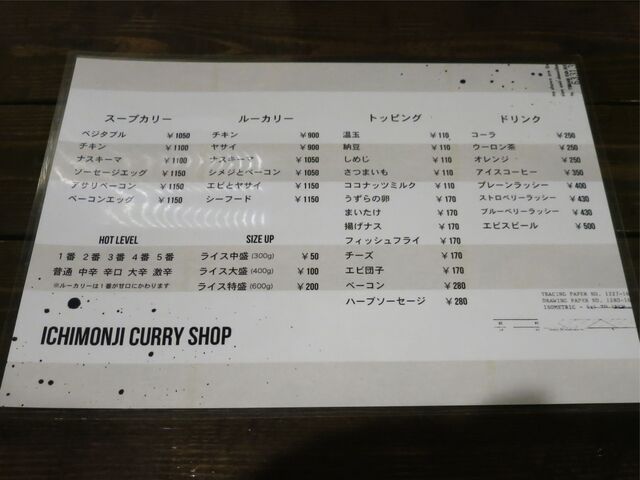 スープカリー
ベジタブル ¥1050
チキン ¥1100
ナスキーマ ¥1100
ソーセージエッグ ¥1150
アサリベーコン ¥1150
ベーコンエッグ ¥1150
ルーカリー
チキン ¥900
ヤサイ ¥900
ナスキーマ ¥1050
シメジとベーコン ¥1050
エビとヤサイ ¥1150
シーフード ¥1150
トッピング
温玉 ¥110
納豆 ¥110
しめじ ¥110
さつまいも ¥110
ココナッツミルク ¥110
うずらの卵 ¥170
まいたけ ¥170
揚げナス ¥170
フィッシュフライ ¥170
チーズ ¥170
エビ団子 ¥170
ベーコン ¥280
ハーブソーセージ ¥280
ドリンク
コーラ ¥250
ウーロン茶 ¥250
オレンジ ¥250
アイスコーヒー ¥350
プレーンラッシー ¥400
ストロベリーラッシー ¥430
ブルーベリーラッシー ¥430
エビスビール ¥500
HOT LEVEL
1番 2番 3番 4番 5番
普通 中辛 辛口 大辛 激辛
※ルーカリーは1番が甘口にかわります
SIZE UP
ライス中盛 (300g) ¥50
ライス大盛 (400g) ¥100
ライス特盛 (600g) ¥200
ICHIMONJI CURRY SHOP
TRACING PAPER NO. 1227-16
DRAWING PAPER NO.
ISOMETRIC -